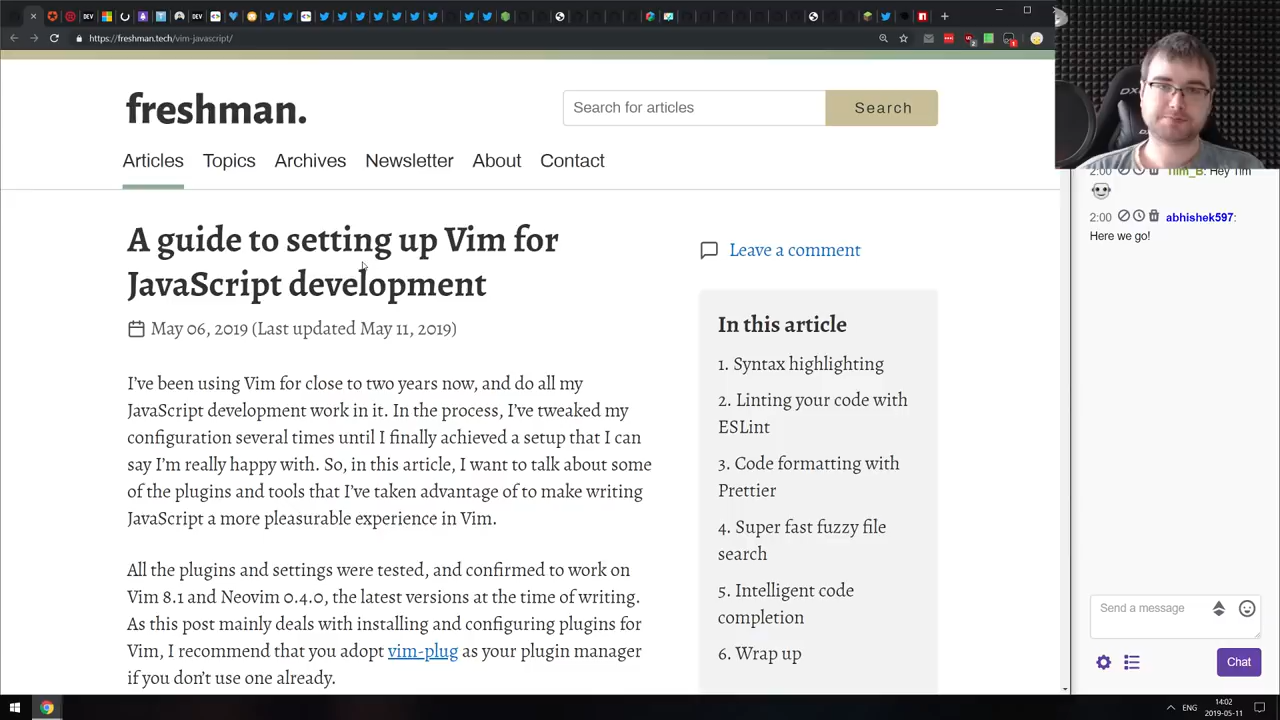 https://freshman.tech/vim-javascript/
freshman.
Search for articles
Search
Articles
Topics
Archives
Newsletter
About
Contact
A guide to setting up Vim for
JavaScript development
May 06, 2019 (Last updated May 11, 2019)
I've been using Vim for close to two years now, and do all my
JavaScript development work in it. In the process, I've tweaked my
configuration several times until I finally achieved a setup that I can
say I'm really happy with. So, in this article, I want to talk about some
of the plugins and tools that I've taken advantage of to make writing
JavaScript a more pleasurable experience in Vim.
All the plugins and settings were tested, and confirmed to work on
Vim 8.1 and Neovim 0.4.0, the latest versions at the time of writing.
As this post mainly deals with installing and configuring plugins for
Vim, I recommend that you adopt vim-plug as your plugin manager
if you don't use one already.
Leave a comment
In this article
1. Syntax highlighting
2. Linting your code with
ESLint
3. Code formatting with
Prettier
4. Super fast fuzzy file
search
5. Intelligent code
completion
6. Wrap up
2:00 Tiim_B: Hey Tim
2:00 abhishek597:
Here we go!
Send a message
Chat
ENG
14:02
2019-05-11